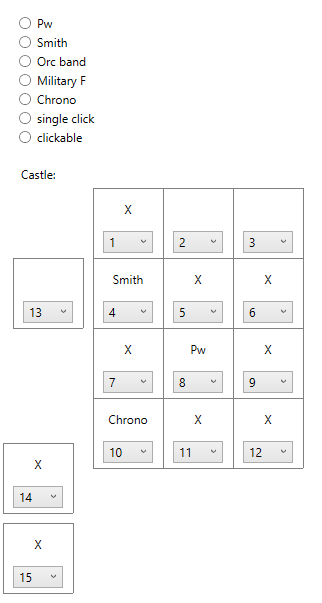 Pw
Smith
Orc band
Military F
Chrono
single click
clickable
Castle:
X
1 2 3
Smith X X
13 4 5 6
X Pw X
7 8 9
Chrono X X
10 11 12
X
14
X
15